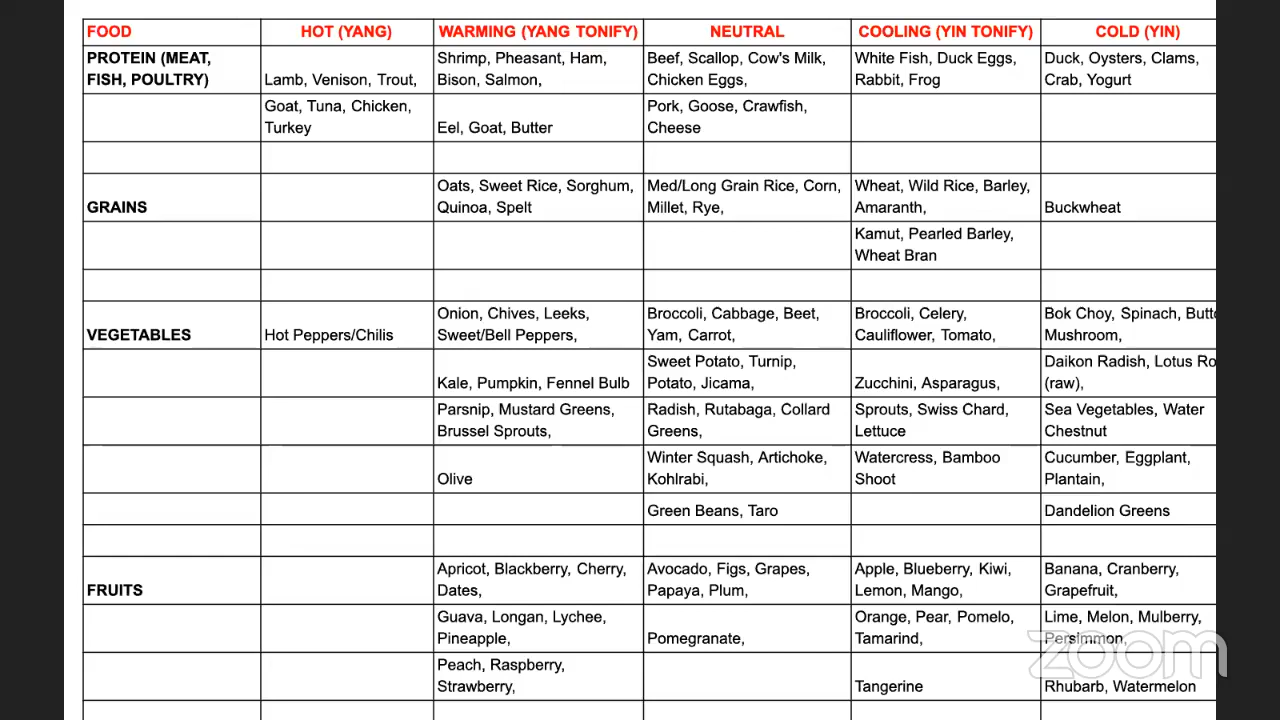 FOOD HOT (YANG) WARMING (YANG TONIFY) NEUTRAL COOLING (YIN TONIFY) COLD (YIN)
PROTEIN (MEAT, FISH, POULTRY)
Lamb, Venison, Trout,
Shrimp, Pheasant, Ham,
Bison, Salmon,
Beef, Scallop, Cow's Milk,
Chicken Eggs,
White Fish, Duck Eggs,
Rabbit, Frog
Duck, Oysters, Clams,
Crab, Yogurt
Goat, Tuna, Chicken,
Turkey
Eel, Goat, Butter
Pork, Goose, Crawfish,
Cheese
GRAINS
Oats, Sweet Rice, Sorghum,
Quinoa, Spelt
Med/Long Grain Rice, Corn,
Millet, Rye,
Wheat, Wild Rice, Barley,
Amaranth,
Buckwheat
Kamut, Pearled Barley,
Wheat Bran
VEGETABLES
Hot Peppers/Chilis
Onion, Chives, Leeks,
Sweet/Bell Peppers,
Broccoli, Cabbage, Beet,
Yam, Carrot,
Broccoli, Celery,
Cauliflower, Tomato,
Bok Choy, Spinach,
Mushroom,
Kale, Pumpkin, Fennel Bulb
Sweet Potato, Turnip,
Potato, Jicama,
Zucchini, Asparagus,
Daikon Radish, Lotus
(raw),
Parsnip, Mustard Greens,
Brussel Sprouts,
Radish, Rutabaga, Collard
Greens,
Sprouts, Swiss Chard,
Lettuce
Sea Vegetables, Water
Chestnut
Olive
Winter Squash, Artichoke,
Kohlrabi,
Watercress, Bamboo
Shoot
Cucumber, Eggplant,
Plantain,
Green Beans, Taro
Dandelion Greens
FRUITS
Apricot, Blackberry, Cherry,
Dates,
Avocado, Figs, Grapes,
Papaya, Plum,
Apple, Blueberry, Kiwi,
Lemon, Mango,
Banana, Cranberry,
Grapefruit,
Guava, Longan, Lychee,
Pineapple,
Pomegranate,
Orange, Pear, Pomelo,
Tamarind,
Lime, Melon, Mulberry,
Persimmon,
Peach, Raspberry,
Strawberry,
Tangerine
Rhubarb, Watermelon
zoom